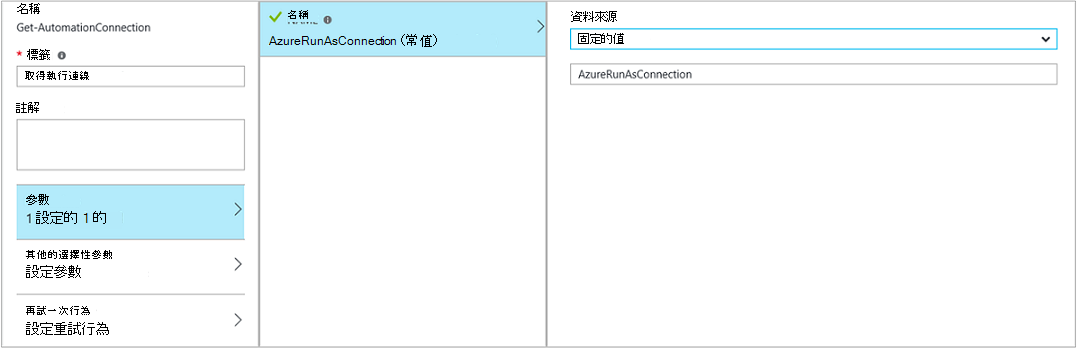 名稱
Get-AutomationConnection
* 標籤
取得執行連線
註解
參數
1 設定的 1 的
其他的選擇性參數
設定參數
再試一次行為
設定重試行為
名稱
AzureRunAsConnection (常值)
資料來源
固定的值
AzureRunAsConnection